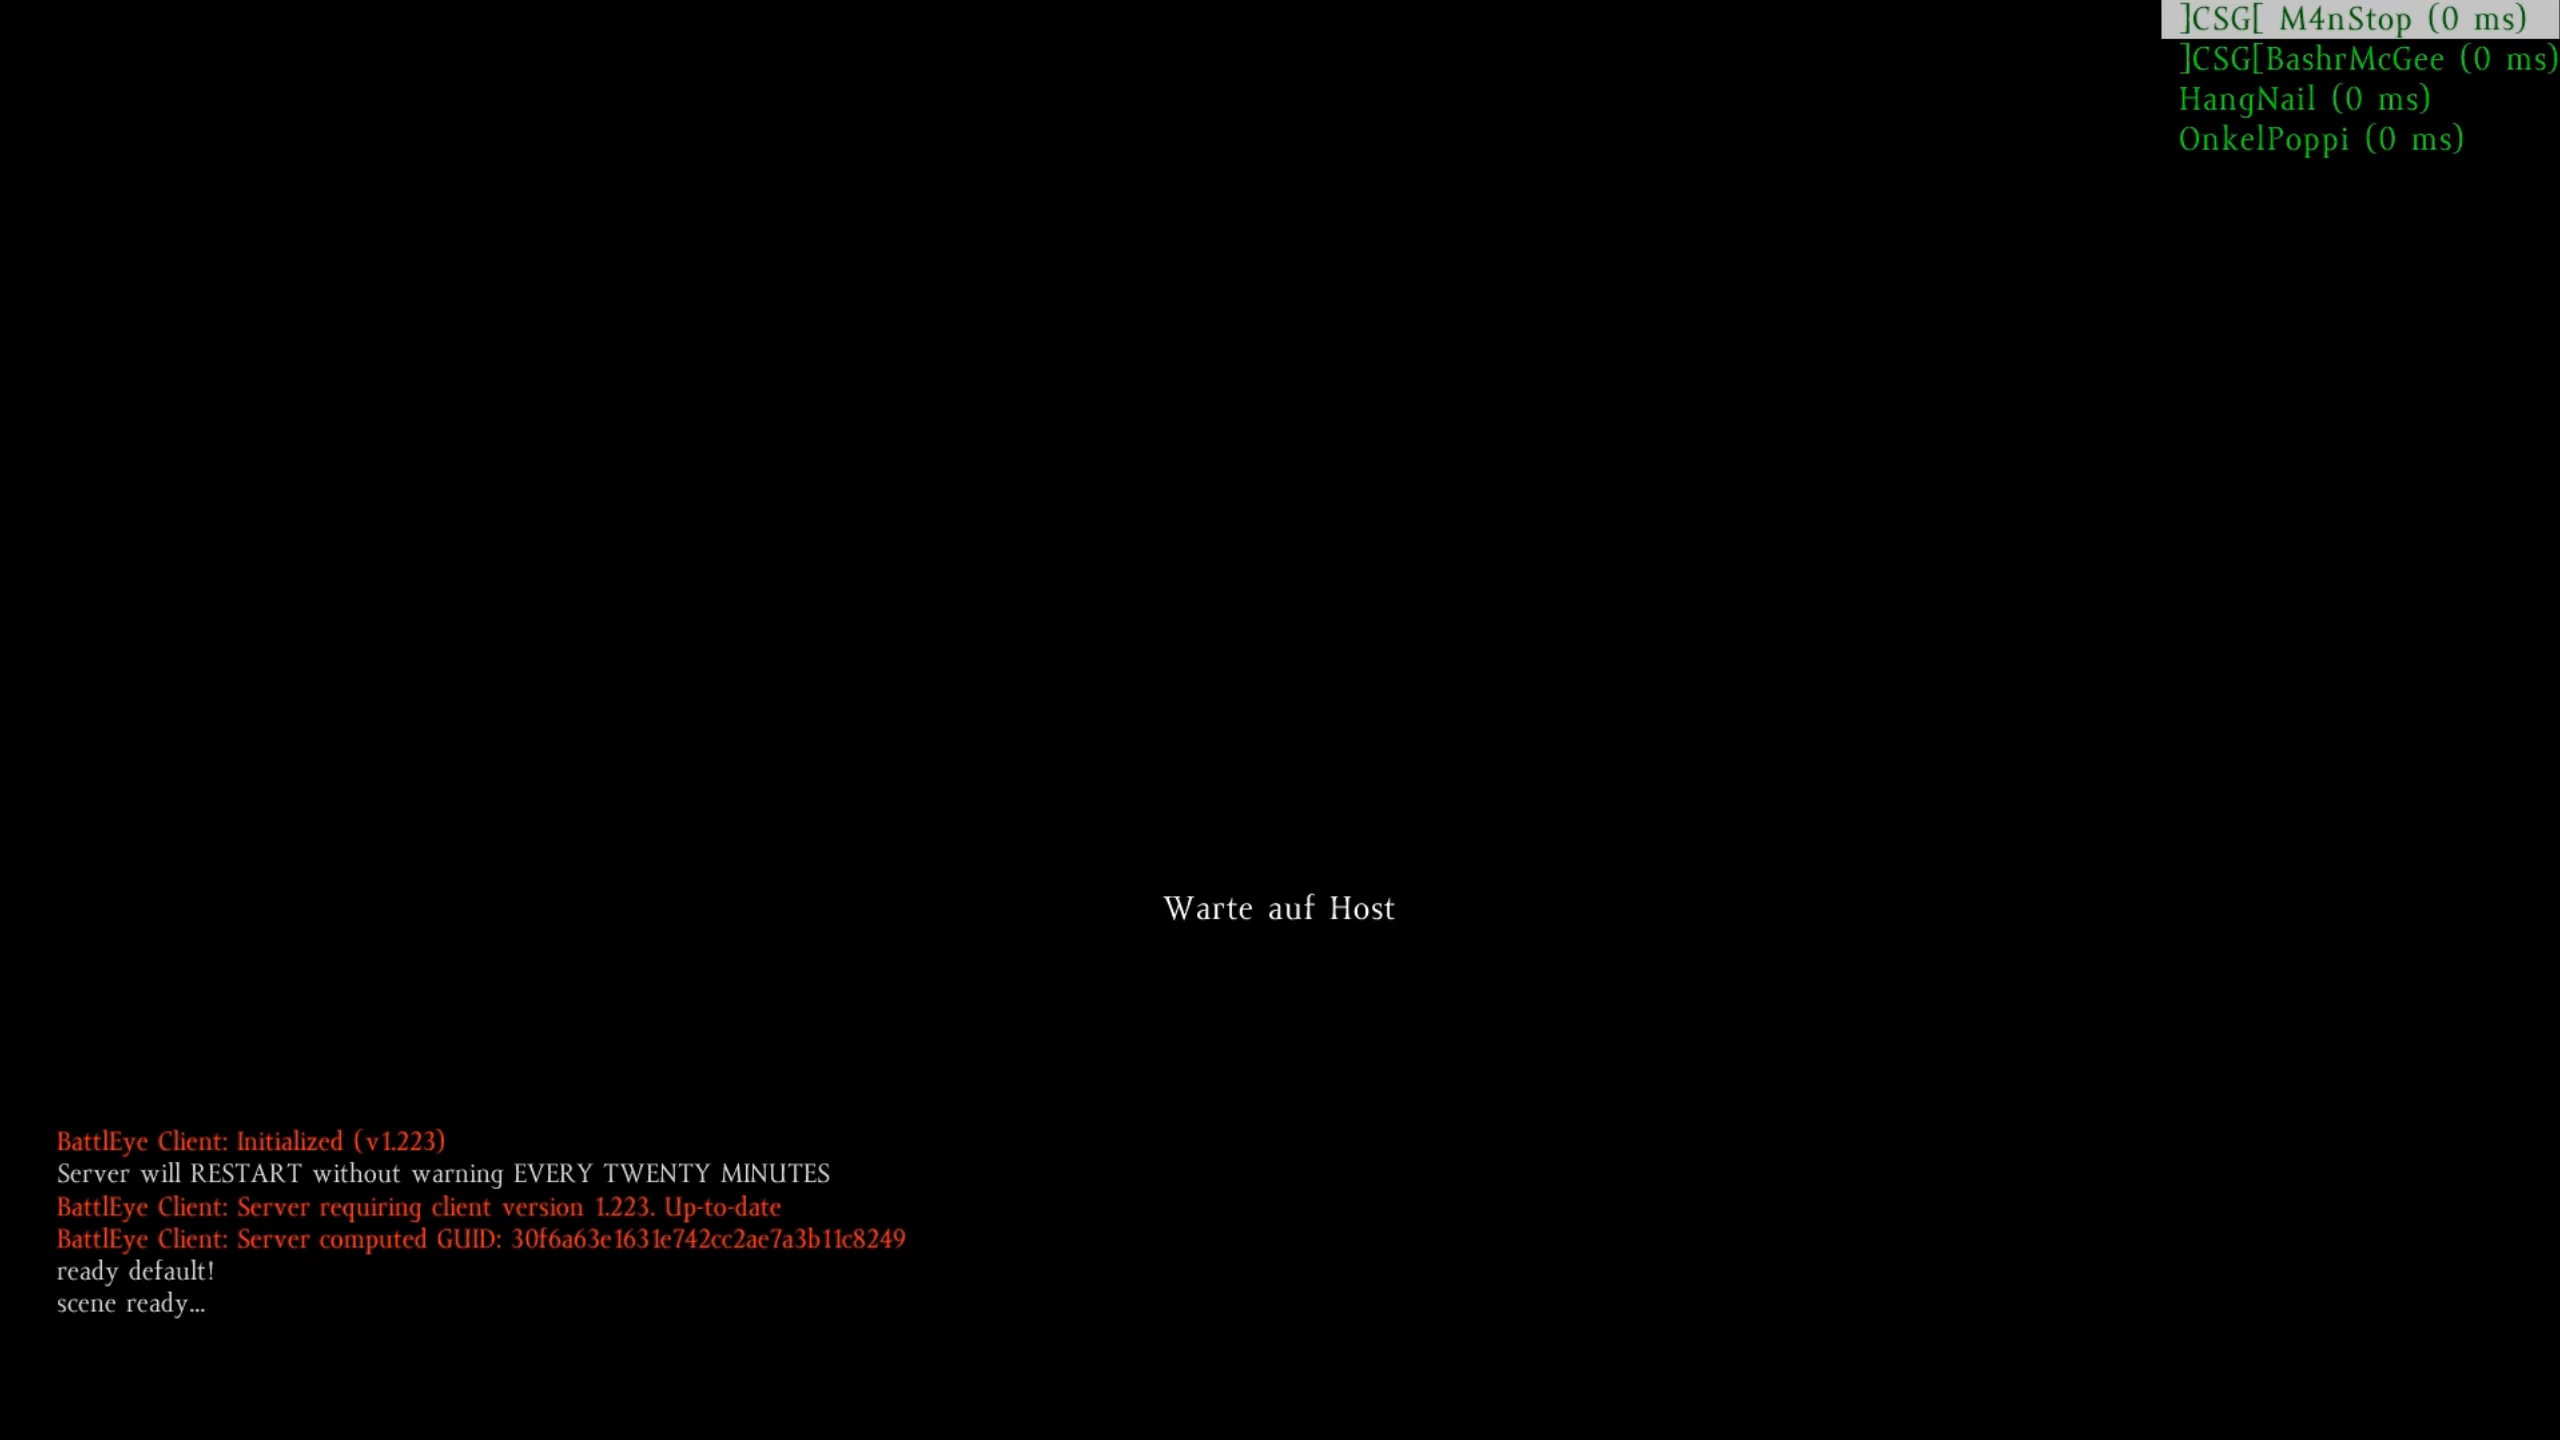 ]CSG[ M4nStop (0 ms)
]CSG[BashrMcGee (0 ms)
HangNail (0 ms)
OnkelPoppi (0 ms)
Warte auf Host
BattlEye Client: Initialized (v1.223)
Server will RESTART without warning EVERY TWENTY MINUTES
BattlEye Client: Server requiring client version 1.223. Up-to-date
BattlEye Client: Server computed GUID: 30f6a63e1631e742cc2ae7a3b11c8249
ready default!
scene ready...